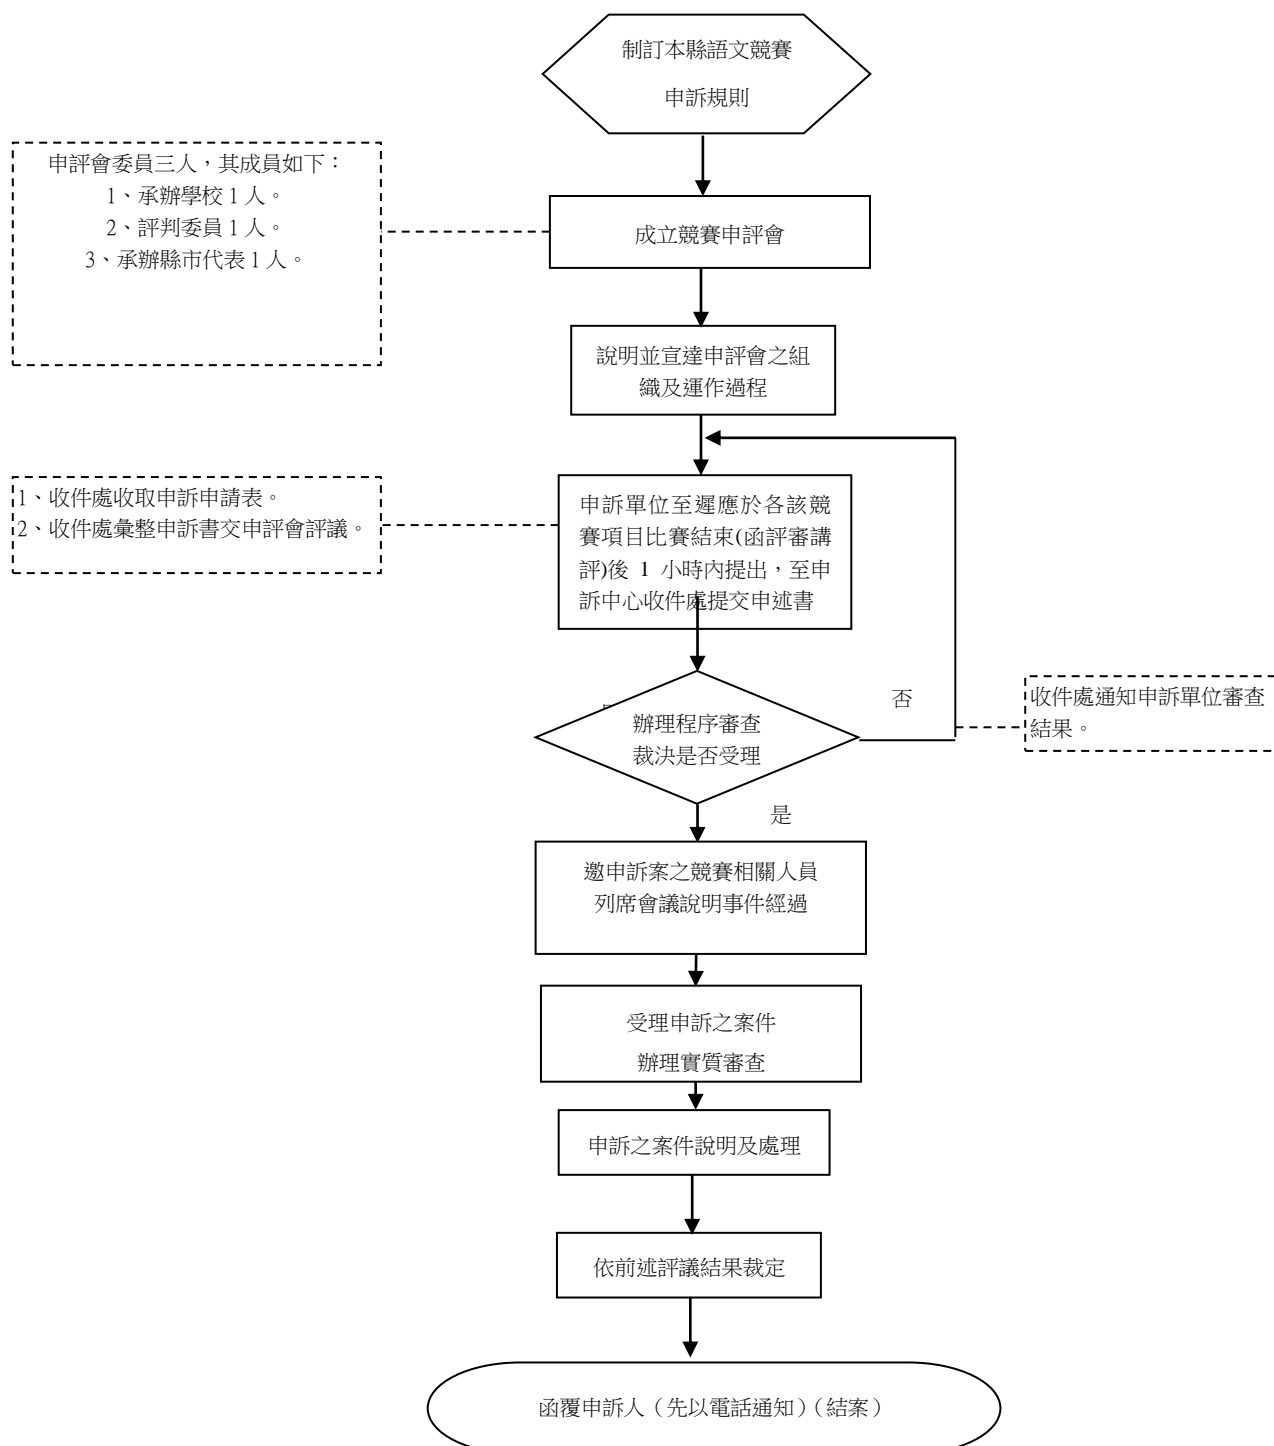 制訂本縣語文競賽
申訴規則
申評會委員三人，其成員如下：
1、承辦學校 1 人。
2、評判委員 1 人。
3、承辦縣市代表 1 人。
成立競賽申評會
說明並宣達申評會之組
織及運作過程
1、收件處收取申訴申請表。
2、收件處彙整申訴書交申評會評議。
申訴單位至遲應於各該競
賽項目比賽結束(函評審講
評)後 1 小時內提出，至申
訴中心收件處提交申述書
否
收件處通知申訴單位審查
結果。
辦理程序審查
裁決是否受理
是
邀申訴案之競賽相關人員
列席會議說明事件經過
受理申訴之案件
辦理實質審查
申訴之案件說明及處理
依前述評議結果裁定
函覆申訴人（先以電話通知）（結案）